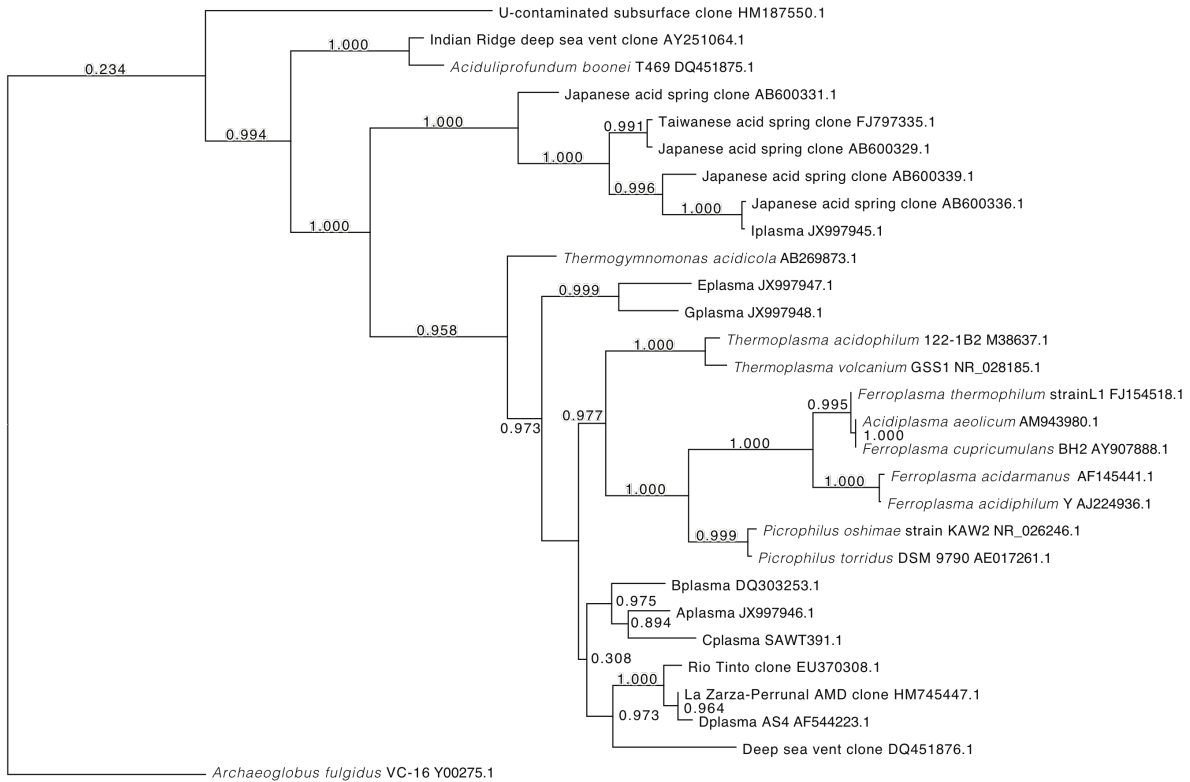 U-contaminated subsurface clone HM187550.1
Indian Ridge deep sea vent clone AY251064.1
1.000
Aciduliprofundum boonei T469 DQ451875.1
0.234
Japanese acid spring clone AB600331.1
1.000
Taiwanese acid spring clone FJ797335.1
0.991
0.994
Japanese acid spring clone AB600329.1
1.000
Japanese acid spring clone AB600339.1
0.996
Japanese acid spring clone AB600336.1
1.000
1.000
Iplasma JX997945.1
Thermogymnomonas acidicola AB269873.1
Eplasma JX997947.1
0.999
Gplasma JX997948.1
0.958
Thermoplasma acidophilum 122-1B2 M38637.1
1.000
Thermoplasma volcanium GSS1 NR_028185.1
Ferroplasma thermophilum strainL1 FJ154518.1
0.995
0.977
Acidiplasma aeolicum AM943980.1
0.973
1.000
1.000
Ferroplasma cupricumulans BH2 AY907888.1
Ferroplasma acidarmanus AF145441.1
1.000
1.000
Ferroplasma acidiphilum Y AJ224936.1
Picrophilus oshimae strain KAW2 NR_026246.1
0.999
Picrophilus torridus DSM 9790 AE017261.1
Bplasma DQ303253.1
0.975
Aplasma JX997946.1
0.894
Cplasma SAWT391.1
0.308
Rio Tinto clone EU370308.1
1.000
La Zarza-Perrunal AMD clone HM745447.1
0.964
0.973
Dplasma AS4 AF544223.1
Deep sea vent clone DQ451876.1
Archaeoglobus fulgidus VC-16 Y00275.1